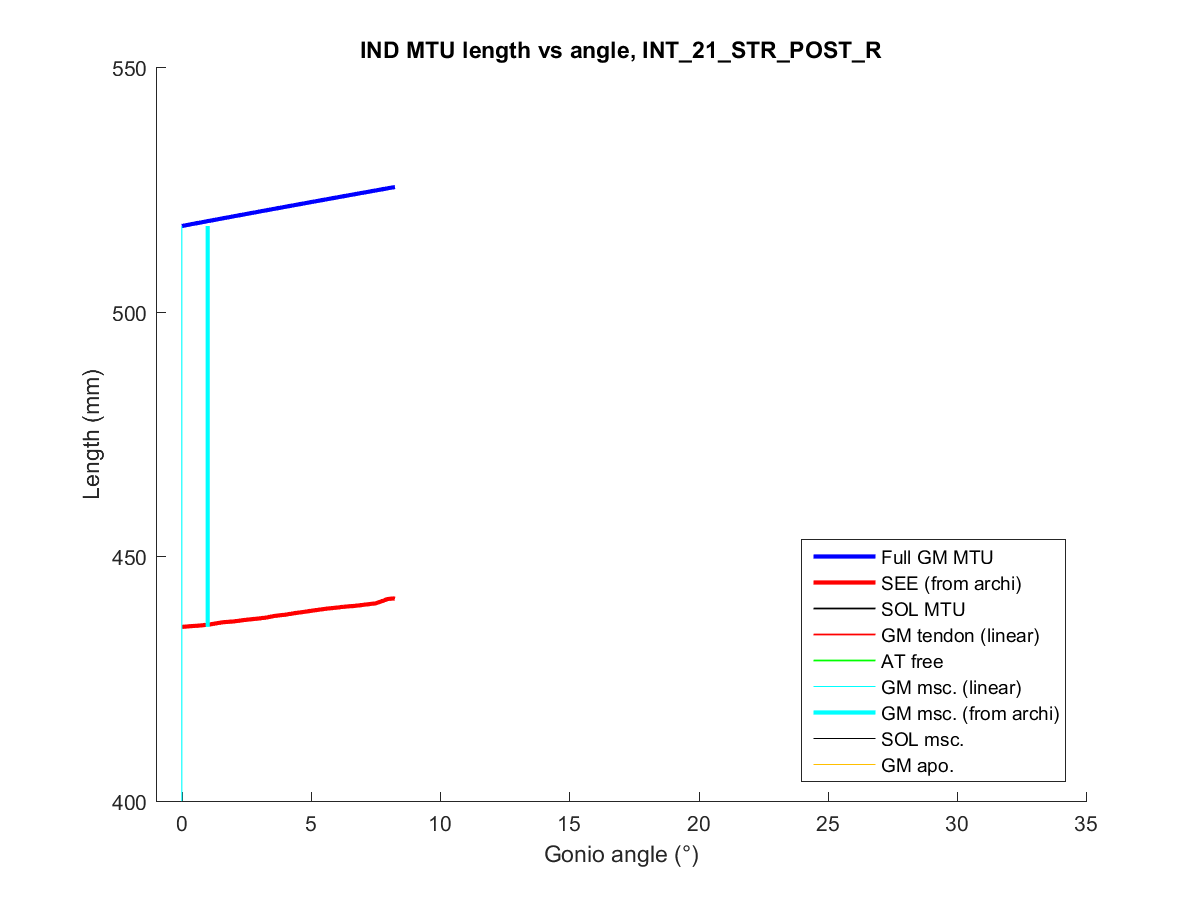 IND MTU length vs angle, INT_21_STR_POST_R
550
500
450
400
Length (mm)
0 5 10 15 20 25 30 35
Gonio angle (°)
Full GM MTU
SEE (from archi)
SOL MTU
GM tendon (linear)
AT free
GM msc. (linear)
GM msc. (from archi)
SOL msc.
GM apo.